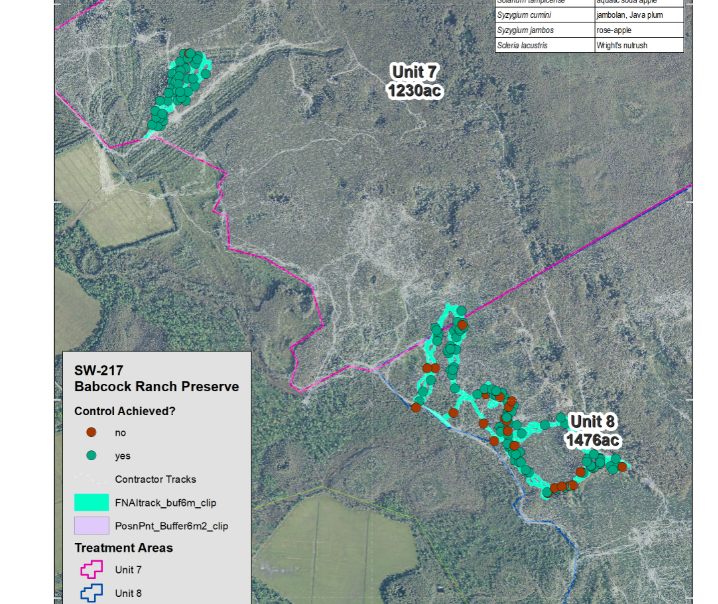 Solanum tampicense aquatic soda apple
Syzygium cumini jambolan, Java plum
Syzygium jambos rose-apple
Scleria lacustris Wright's nutrush
Unit 7
1230ac
Unit 8
1476ac
SW-217
Babcock Ranch Preserve
Control Achieved?
no
yes
Contractor Tracks
FNAItrack_buf6m_clip
PosnPnt_Buffer6m2_clip
Treatment Areas
Unit 7
Unit 8